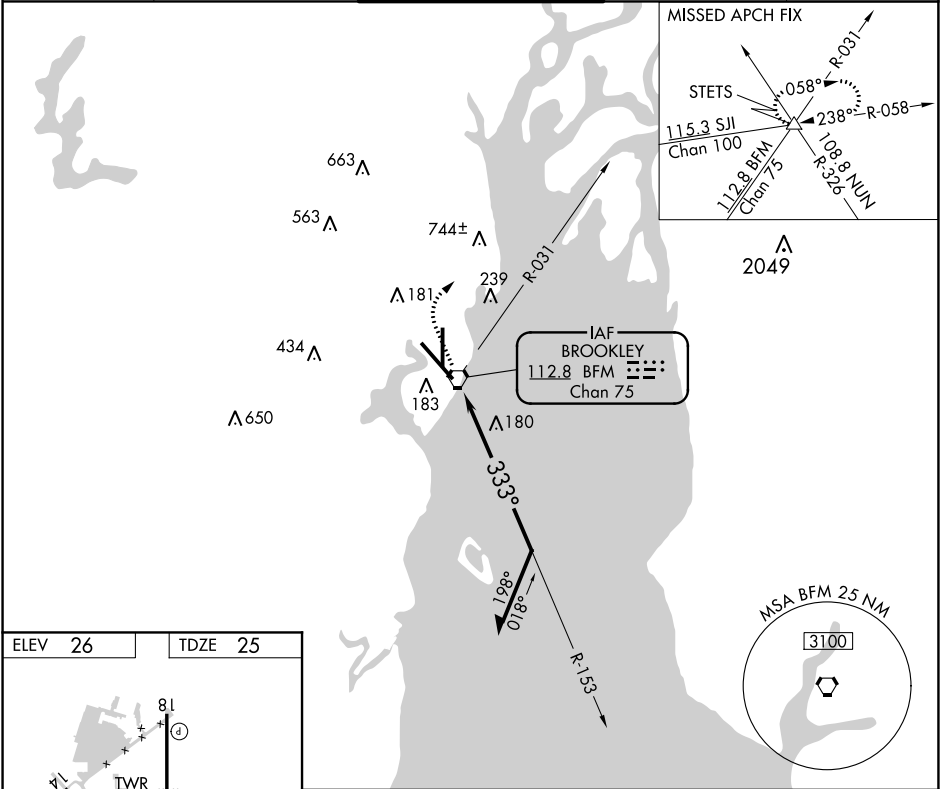 MISSED APCH FIX
R-031
STETS
058°
238°
R-058
115.3 SJI
Chan 100
112.8 BFM
Chan 75
108.8 NUN
R-326
2049
663
563
744±
R-031
239
181
434
IAF
BROOKLEY
112.8 BFM
Chan 75
183
180
650
333°
198°
018°
R-153
MSA BFM 25 NM
3100
ELEV 26
TDZE 25
18
P
14
TWR